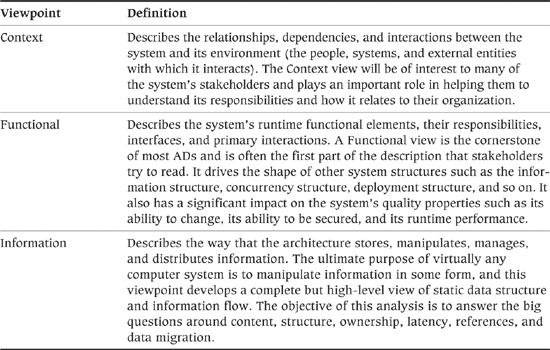 Viewpoint Definition
Context Describes the relationships, dependencies, and interactions between the
system and its environment (the people, systems, and external entities
with which it interacts). The Context view will be of interest to many of
the system's stakeholders and plays an important role in helping them to
understand its responsibilities and how it relates to their organization.
Functional Describes the system's runtime functional elements, their responsibilities,
interfaces, and primary interactions. A Functional view is the cornerstone
of most ADs and is often the first part of the description that stakeholders
try to read. It drives the shape of other system structures such as the infor-
mation structure, concurrency structure, deployment structure, and so on. It
also has a significant impact on the system's quality properties such as its
ability to change, its ability to be secured, and its runtime performance.
Information Describes the way that the architecture stores, manipulates, manages,
and distributes information. The ultimate purpose of virtually any
computer system is to manipulate information in some form, and this
viewpoint develops a complete but high-level view of static data structure
and information flow. The objective of this analysis is to answer the big
questions around content, structure, ownership, latency, references, and
data migration.